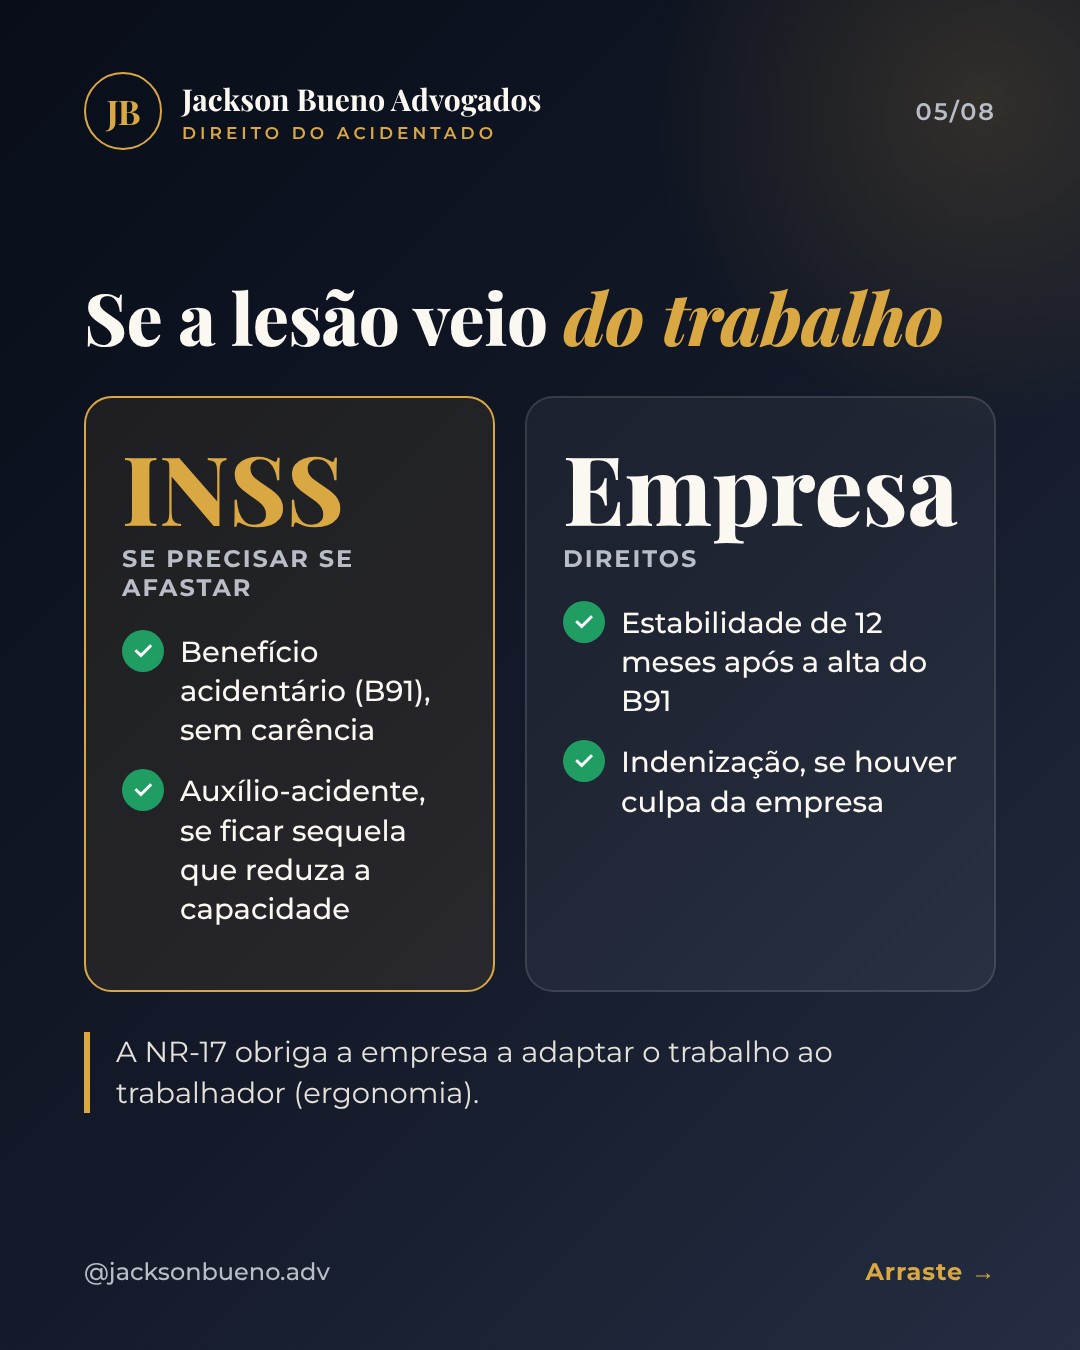 JB
Jackson Bueno Advogados
DIREITO DO ACIDENTADO
05/08
Se a lesão veio do trabalho
INSS
SE PRECISAR SE
AFASTAR
Benefício
acidentário (B91),
sem carência
Auxílio-acidente,
se ficar sequela
que reduza a
capacidade
Empresa
DIREITOS
Estabilidade de 12
meses após a alta do
B91
Indenização, se houver
culpa da empresa
A NR-17 obriga a empresa a adaptar o trabalho ao
trabalhador (ergonomia).
@jacksonbueno.adv
Arraste →